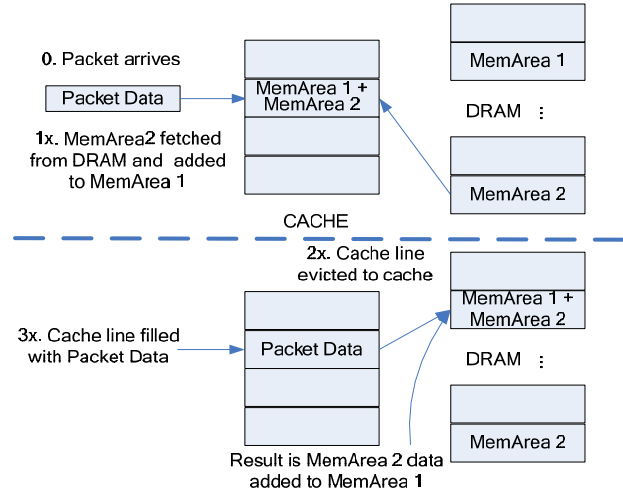 0. Packet arrives
Packet Data
1x. MemArea2 fetched
from DRAM and added
to MemArea 1
MemArea 1 +
MemArea 2
MemArea 1
DRAM ⋮
MemArea 2
CACHE
2x. Cache line
evicted to cache
3x. Cache line filled
with Packet Data
Packet Data
MemArea 1 +
MemArea 2
DRAM ⋮
MemArea 2
Result is MemArea 2 data
added to MemArea 1